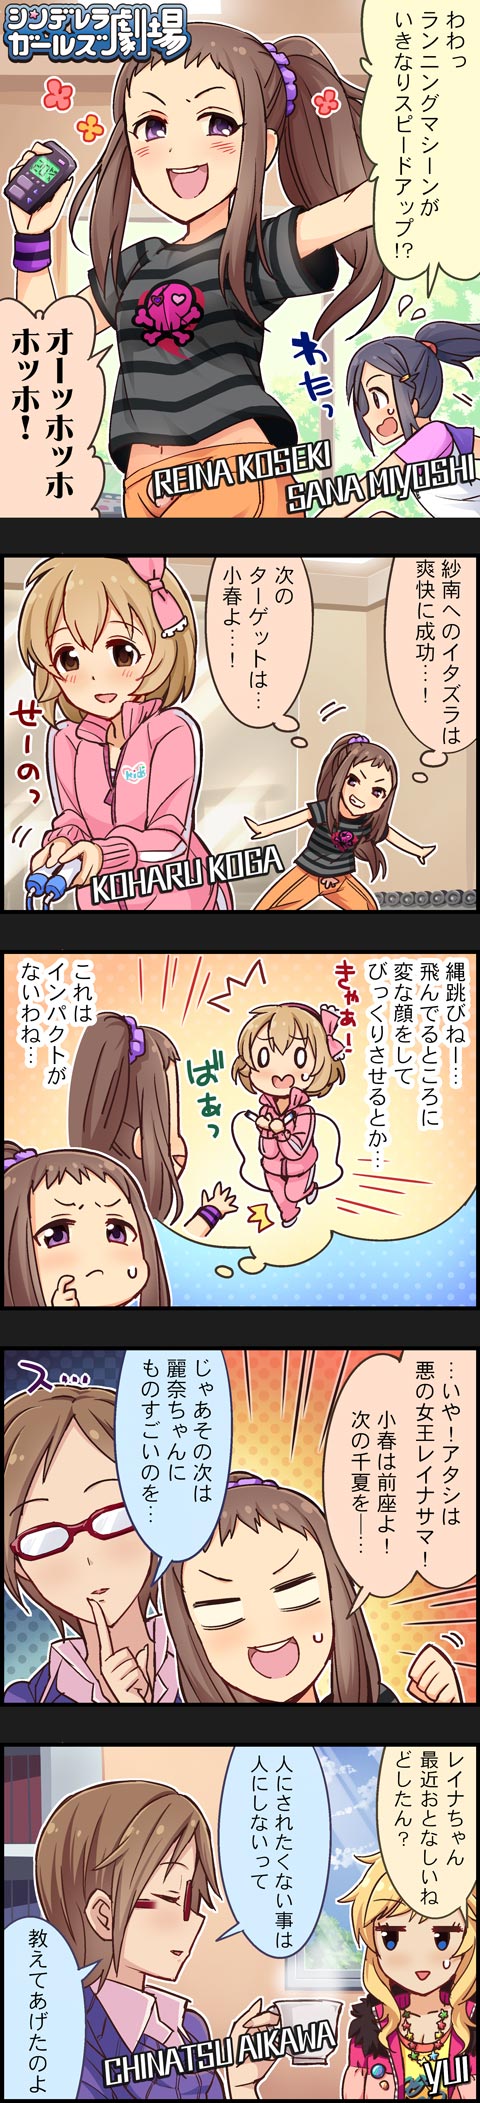 シンデレラ
ガールズ劇場
わわっ
ランニングマシーンが
いきなりスピードアップ!?
わたっ
オーッホッホ
ホッホ！
REINA KOSEKI
SANA MIYOSHI
紗南へのイタズラは
爽快に成功…！
次の
ターゲットは…
小春よ…！
せーのっ
KOHARU KOGA
縄跳びねー…
飛んでるところに
変な顔をして
びっくりさせるとか…
きゃあー!
ばあっ
これは
インパクトが
ないわね…
…いや！アタシは
悪の女王レイナサマ！
小春は前座よ！
次の千夏を――…
じゃあその次は
麗奈ちゃんに
ものすごいのを…
ス…
レイナちゃん
最近おとなしいね
どしたん？
人にされたくない事は
人にしないって
教えてあげたのよ
CHINATSU AIKAWA
YUI